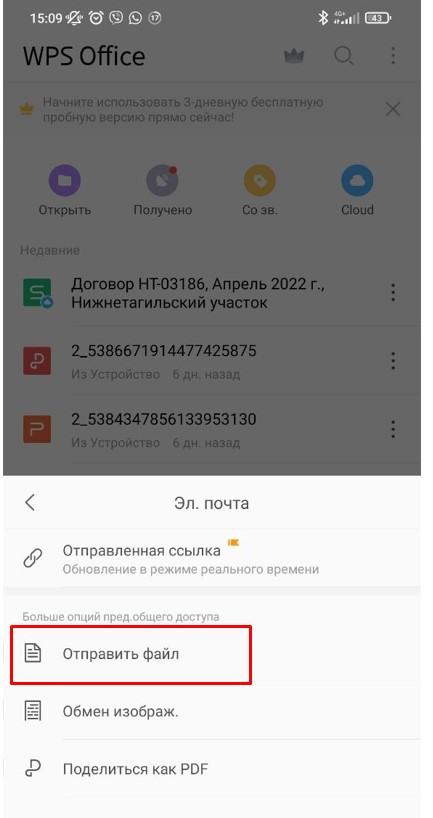 15:09 17 4G+ 43
WPS Office
Начните использовать 3-дневную бесплатную
пробную версию прямо сейчас!
Открыть Получено Со зв. Cloud
Недавние
Договор НТ-03186, Апрель 2022 г.,
Нижнетагильский участок
2_5386671914477425875
Из Устройство 6 дн. назад
2_5384347856133953130
Из Устройство 6 дн. назад
Эл. почта
Отправленная ссылка
Обновление в режиме реального времени
Больше опций пред.общего доступа
Отправить файл
Обмен изображ.
Поделиться как PDF